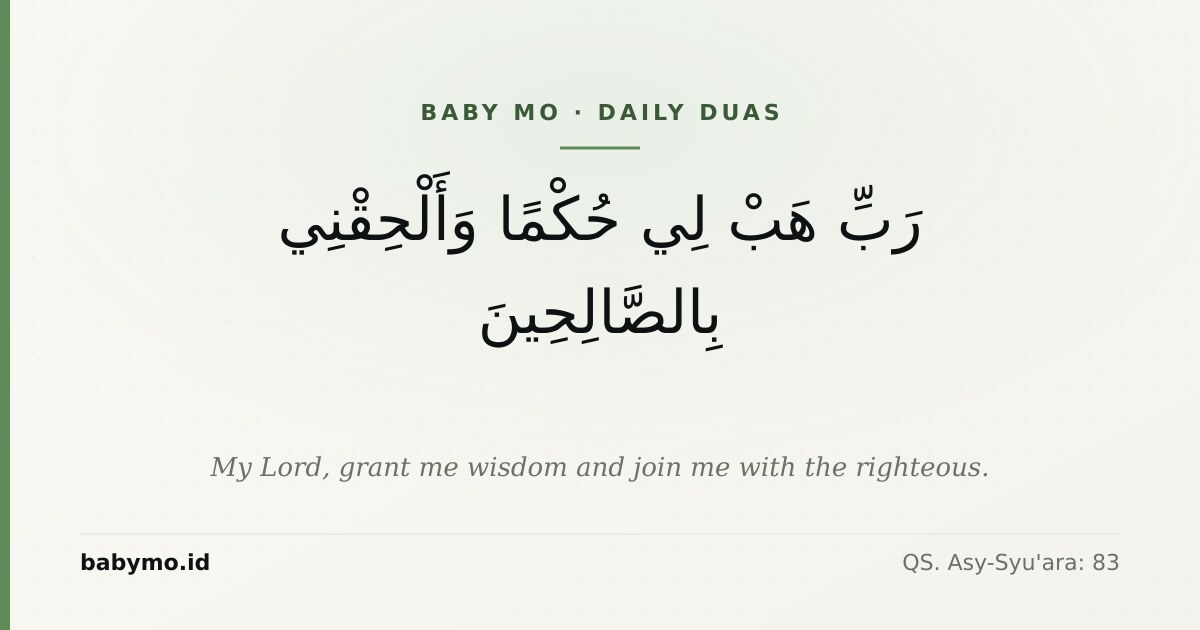 BABY MO · DAILY DUAS
رَبِّ هَبْ لِي حُكْمًا وَأَلْحِقْنِي
بِالصَّالِحِينَ
My Lord, grant me wisdom and join me with the righteous.
babymo.id
QS. Asy-Syu'ara: 83